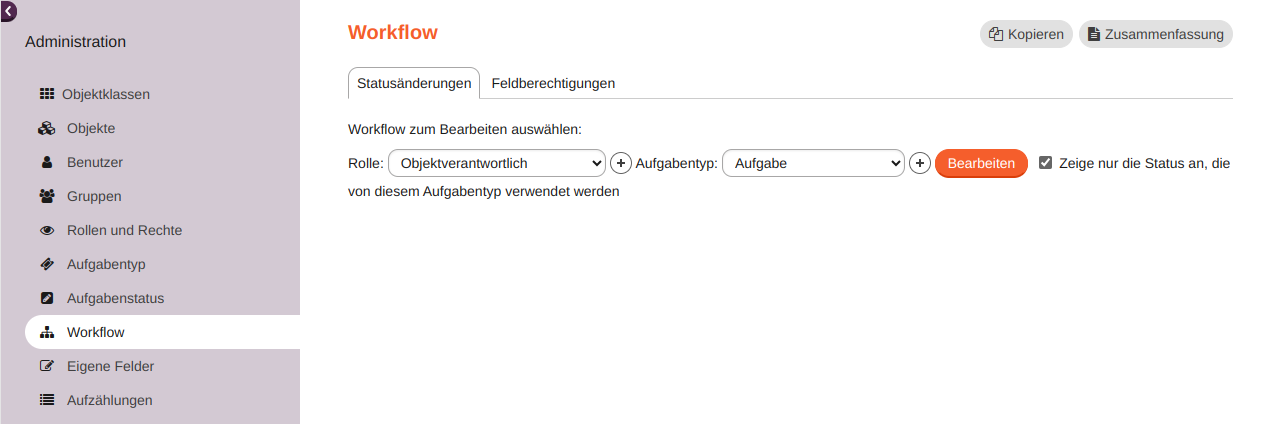 Administration
Objektklassen
Objekte
Benutzer
Gruppen
Rollen und Rechte
Aufgabentyp
Aufgabenstatus
Workflow
Eigene Felder
Aufzählungen
Workflow
Kopieren Zusammenfassung
Statusänderungen Feldberechtigungen
Workflow zum Bearbeiten auswählen:
Rolle: Objektverantwortlich Aufgabentyp: Aufgabe Bearbeiten Zeige nur die Status an, die
von diesem Aufgabentyp verwendet werden